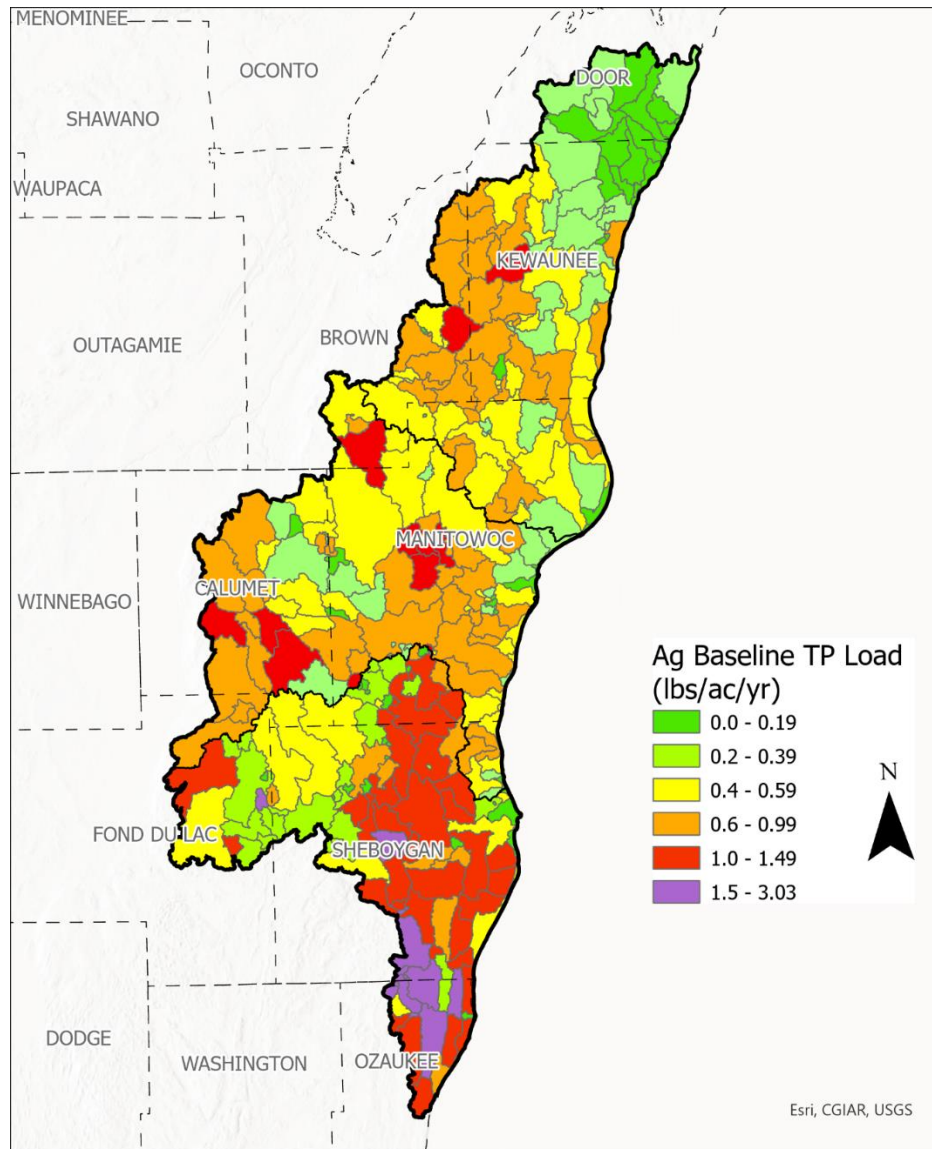 MENOMINEE
OCONTO
DOOR
SHAWANO
WAUPACA
KEWAUNEE
OUTAGAMIE
BROWN
MANITOWOC
CALUMET
WINNEBAGO
Ag Baseline TP Load
(lbs/ac/yr)
0.0 - 0.19
0.2 - 0.39
0.4 - 0.59
0.6 - 0.99
1.0 - 1.49
1.5 - 3.03
N
FOND DU LAC
SHEBOYGAN
DODGE
WASHINGTON
OZAUKEE
Esri, CGIAR, USGS